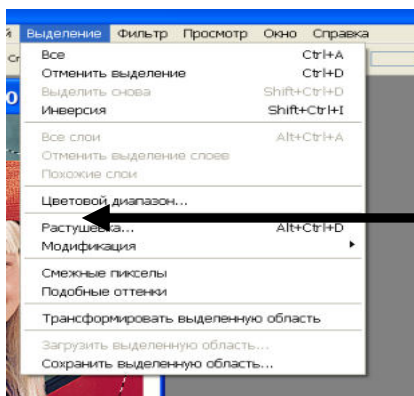 й Выделение Фильтр Просмотр Окно Справка
Все Ctrl+A
Отменить выделение Ctrl+D
Выделить снова Shift+Ctrl+D
Инверсия Shift+Ctrl+I
Все слои Alt+Ctrl+A
Отменить выделение слоев
Похожие слои
Цветовой диапазон...
Растушевка... Alt+Ctrl+D
Модификация
Смежные пикселы
Подобные оттенки
Трансформировать выделенную область
Загрузить выделенную область...
Сохранить выделенную область...